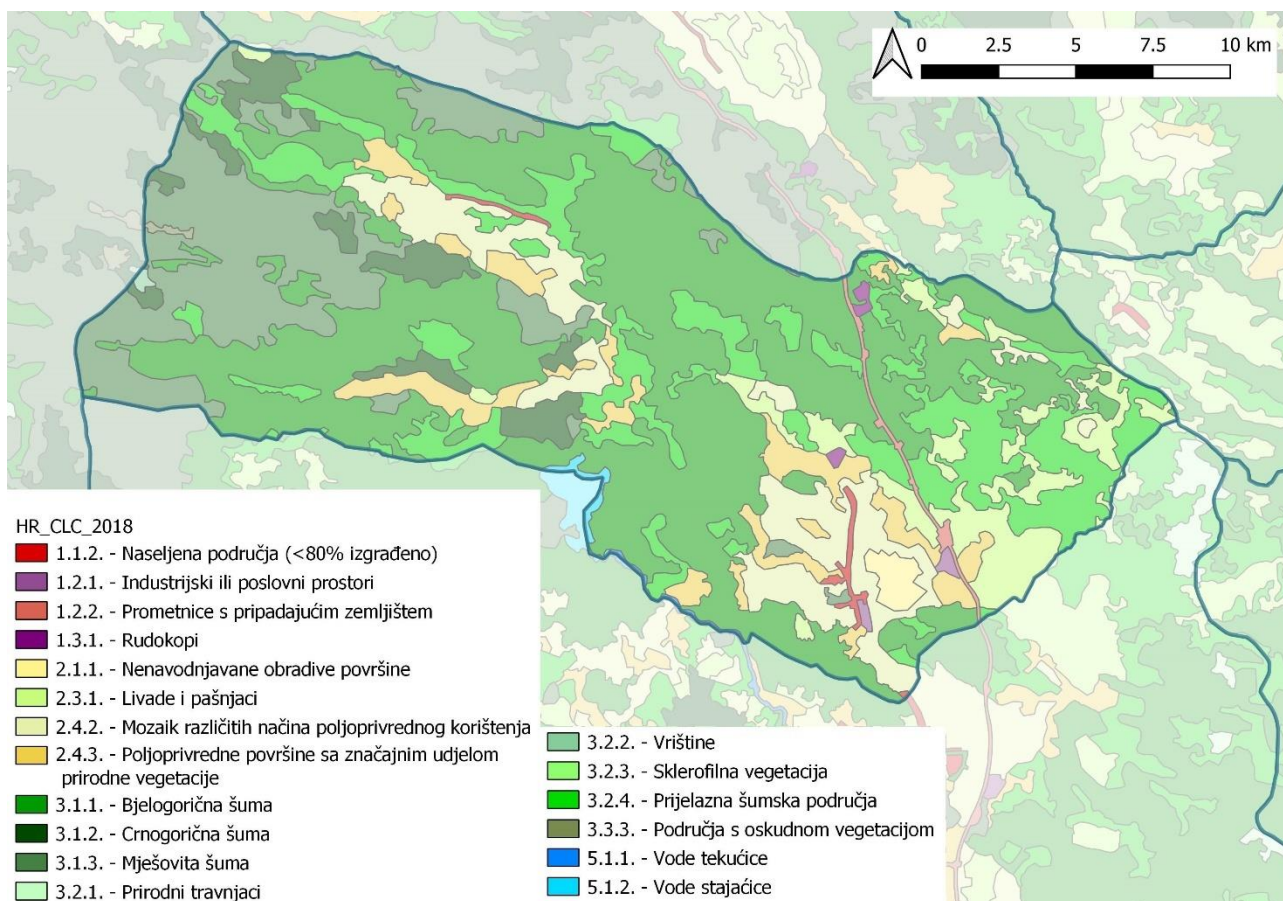 0 2.5 5 7.5 10 km
HR_CLC_2018
1.1.2. - Naseljena područja (<80% izgrađeno)
1.2.1. - Industrijski ili poslovni prostori
1.2.2. - Prometnice s pripadajućim zemljištem
1.3.1. - Rudokopi
2.1.1. - Nenavodnjavane obradive površine
2.3.1. - Livade i pašnjaci
2.4.2. - Mozaik različitih načina poljoprivrednog korištenja
2.4.3. - Poljoprivredne površine sa značajnim udjelom
prirodne vegetacije
3.1.1. - Bjelogorična šuma
3.1.2. - Crnogorična šuma
3.1.3. - Mješovita šuma
3.2.1. - Prirodni travnjaci
3.2.2. - Vrištine
3.2.3. - Sklerofilna vegetacija
3.2.4. - Prijelazna šumska područja
3.3.3. - Područja s oskudnom vegetacijom
5.1.1. - Vode tekućice
5.1.2. - Vode stajaćice